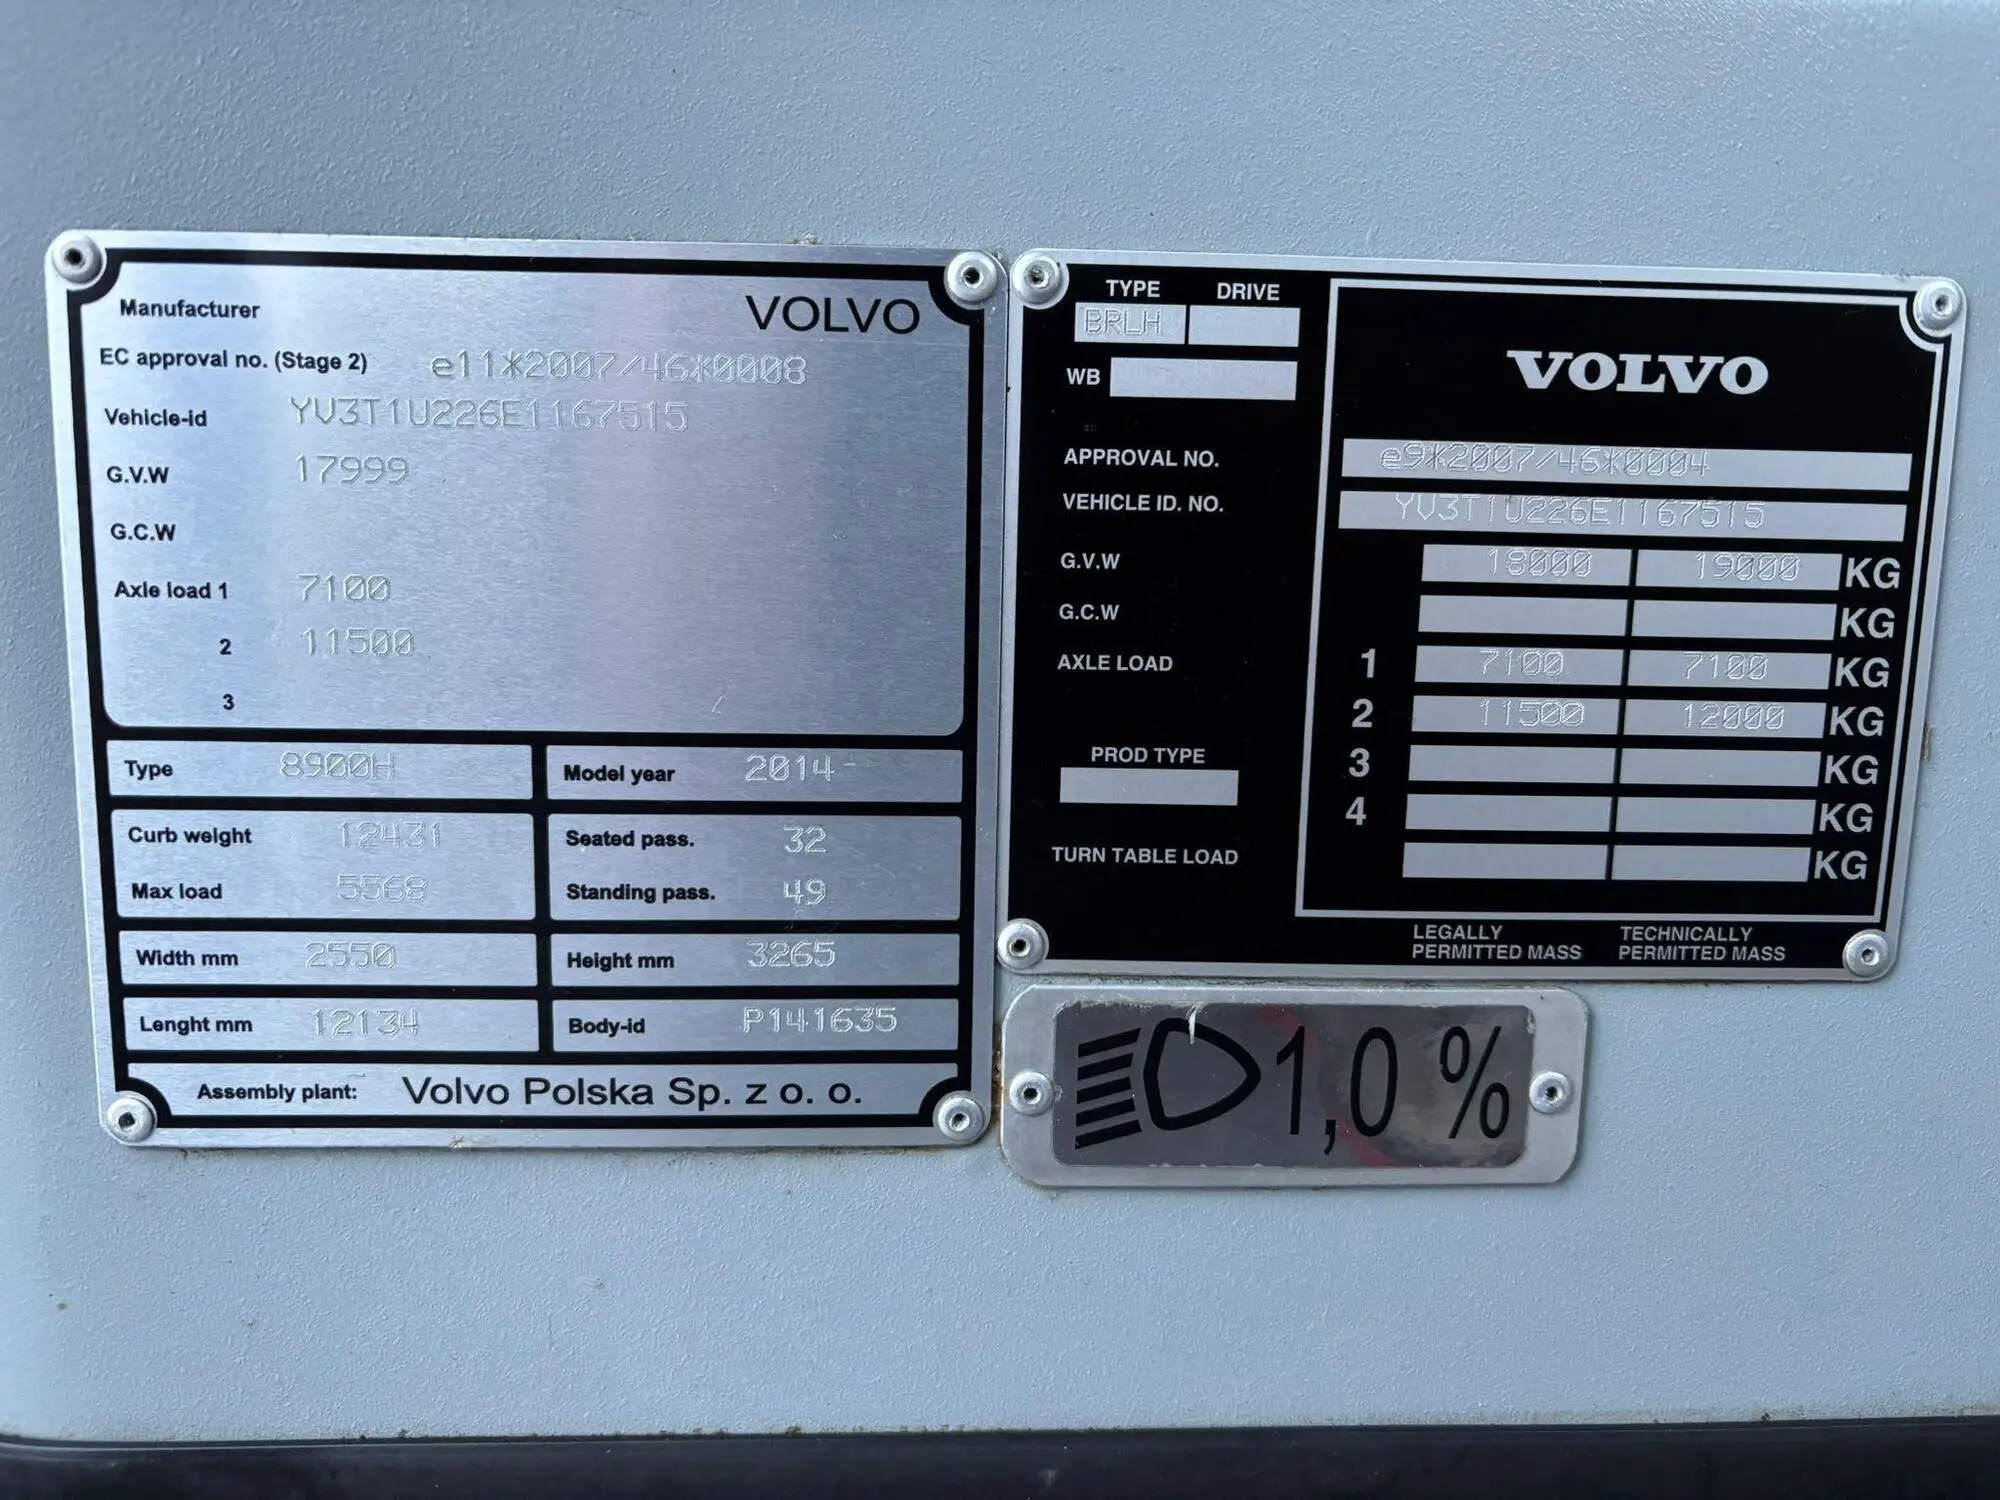 Manufacturer VOLVO
EC approval no. (Stage 2) e11*2007/46*0008
Vehicle-id YV3T1U226E1167515
G.V.W 17999
G.C.W
Axle load 1 7100
2 11500
3
Type 8900H Model year 2014
Curb weight 12431 Seated pass. 32
Max load 5568 Standing pass. 49
Width mm 2550 Height mm 3265
Lenght mm 12134 Body-id P141635
Assembly plant: Volvo Polska Sp. z o. o.
TYPE DRIVE
BRLH
WB
VOLVO
APPROVAL NO. e9*2007/46*0004
VEHICLE ID. NO. YV3T1U226E1167515
G.V.W 18000 19000 KG
G.C.W KG
AXLE LOAD 1 7100 7100 KG
2 11500 12000 KG
PROD TYPE 3 KG
4 KG
TURN TABLE LOAD KG
LEGALLY PERMITTED MASS
TECHNICALLY PERMITTED MASS
1,0 %